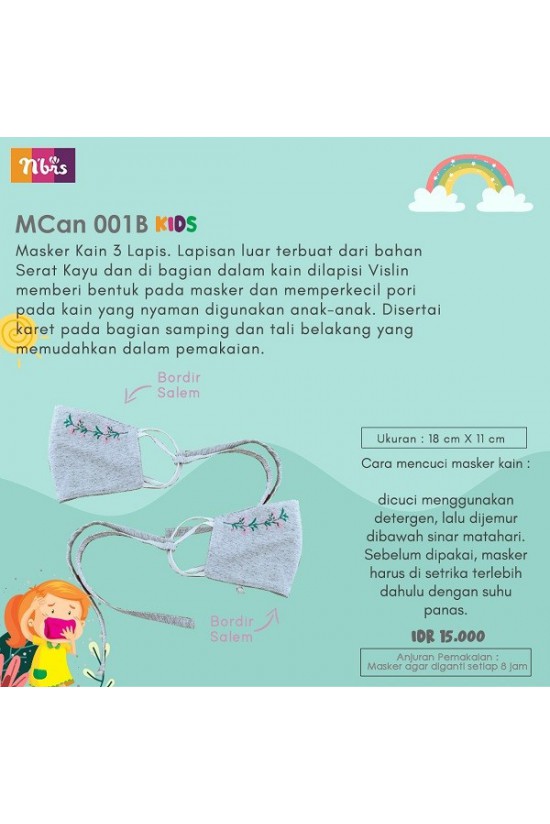 n'brs
MCan 001B KIDS
Masker Kain 3 Lapis. Lapisan luar terbuat dari bahan
Serat Kayu dan di bagian dalam kain dilapisi Vislin
memberi bentuk pada masker dan memperkecil pori
pada kain yang nyaman digunakan anak-anak. Disertai
karet pada bagian samping dan tali belakang yang
memudahkan dalam pemakaian.
Bordir
Salem
Bordir
Salem
Ukuran : 18 cm X 11 cm
Cara mencuci masker kain :
dicuci menggunakan
detergen, lalu dijemur
dibawah sinar matahari.
Sebelum dipakai, masker
harus di setrika terlebih
dahulu dengan suhu
panas.
IDR 15.000
Anjuran Pemakaian :
Masker agar diganti setiap 8 jam